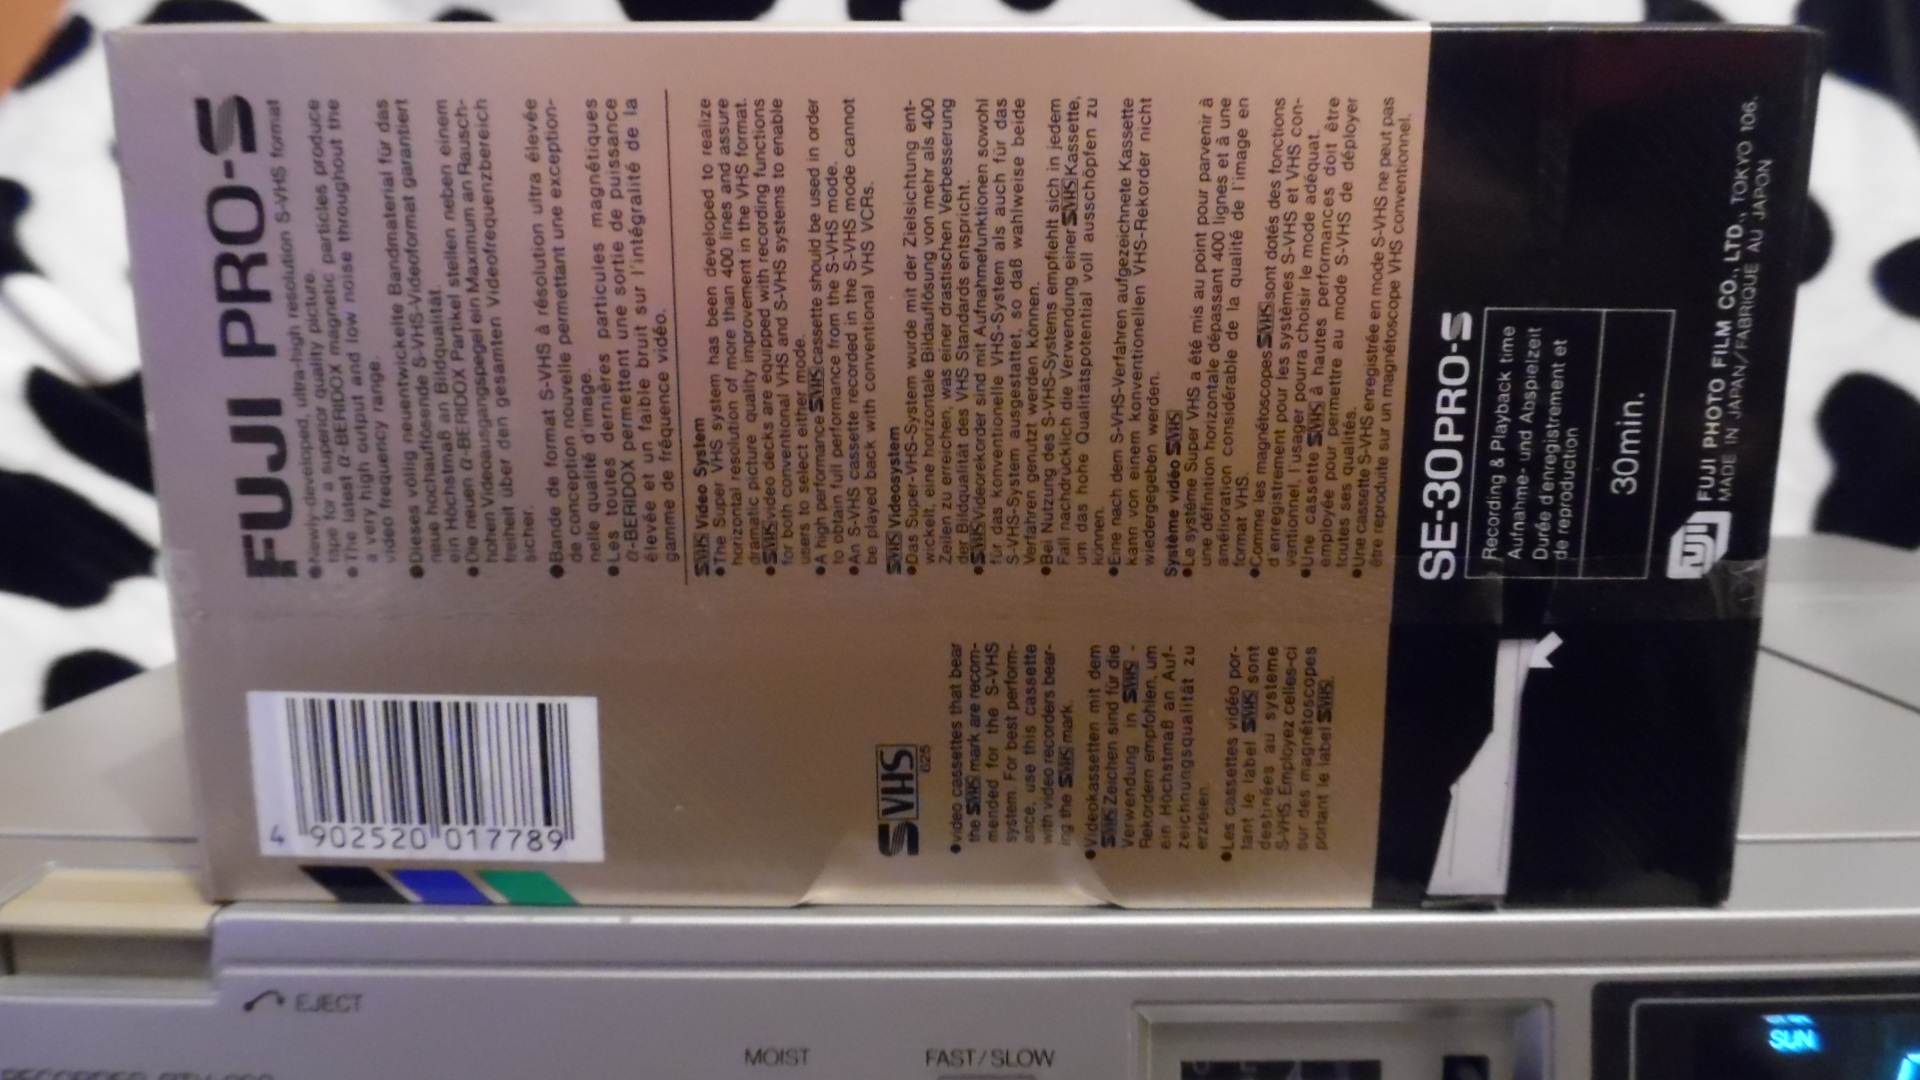 FUJI PRO-S
●Newly-developed, ultra-high resolution S-VHS format
tape for a superior quality picture.
●The latest α-BERIDOX magnetic particles produce
a very high output and low noise throughout the
video frequency range.
●Dieses völlig neuentwickelte Bandmaterial für das
neue hochauflösende S-VHS-Videoformat garantiert
ein Höchstmaß an Bildqualität.
●Die neuen α-BERIDOX Partikel stellen neben einem
hohen Videoausgangspegel ein Maximum an Rausch-
freiheit über den gesamten Videofrequenzbereich
sicher.
●Bande de format S-VHS à résolution ultra élevée
de conception nouvelle permettant une exception-
nelle qualité d'image.
●Les toutes dernières particules magnétiques
α-BERIDOX permettent une sortie de puissance
élevée et un faible bruit sur l'intégralité de la
gamme de fréquence vidéo.
SVHS Video System
●The Super VHS system has been developed to realize
horizontal resolution of more than 400 lines and assure
dramatic picture quality improvement in the VHS format.
●SVHS video decks are equipped with recording functions
for both conventional VHS and S-VHS systems to enable
users to select either mode.
●A high performance SVHS cassette should be used in order
to obtain full performance from the S-VHS mode.
●An S-VHS cassette recorded in the S-VHS mode cannot
be played back with conventional VHS VCRs.
SVHS Videosystem
●Das Super-VHS-System wurde mit der Zielsichtung ent-
wickelt, eine horizontale Bildauflösung von mehr als 400
Zeilen zu erreichen, was einer drastischen Verbesserung
der Bildqualität des VHS Standards entspricht.
●SVHS Videorekorder sind mit Aufnahmefunktionen sowohl
für das konventionelle VHS-System als auch für das
S-VHS-System ausgestattet, so daß wahlweise beide
Verfahren genutzt werden können.
●Bei Nutzung des S-VHS-Systems empfiehlt sich in jedem
Fall nachdrücklich die Verwendung einer SVHS Kassette,
um das hohe Qualitätspotential voll ausschöpfen zu
können.
●Eine nach dem S-VHS-Verfahren aufgezeichnete Kassette
kann von einem konventionellen VHS-Rekorder nicht
wiedergegeben werden.
Système vidéo SVHS
●Le système Super VHS a été mis au point pour parvenir à
une définition horizontale dépassant 400 lignes et à une
amélioration considérable de la qualité de l'image en
format VHS.
●Comme les magnétoscopes SVHS sont dotés des fonctions
d'enregistrement pour les systèmes S-VHS et VHS con-
ventionnel, l'usager pourra choisir le mode adéquat.
●Une cassette SVHS à hautes performances doit être
employée pour permettre au mode S-VHS de déployer
toutes ses qualités.
●Une cassette S-VHS enregistrée en mode S-VHS ne peut pas
être reproduite sur un magnétoscope VHS conventionnel.
SE-30 PRO-S
Recording & Playback time
Aufnahme- und Abspielzeit
Durée d'enregistrement et
de reproduction
30min.
FUJI
FUJI PHOTO FILM CO., LTD., TOKYO 106.
MADE IN JAPAN/FABRIQUE AU JAPON
4 902520 017789
SVHS
625
●Video cassettes that bear
the SVHS mark are recom-
mended for the S-VHS
system. For best perform-
ance, use this cassette
with video recorders bear-
ing the SVHS mark.
●Videokassetten mit dem
SVHS Zeichen sind für die
Verwendung in SVHS -
Rekordern empfohlen, um
ein Höchstmaß an Auf-
zeichnungsqualität zu
erzielen.
●Les cassettes vidéo por-
tant le label SVHS sont
destinées au systeme
S-VHS Employez celles-ci
sur des magnétoscopes
portant le label SVHS.
EJECT
MOIST
FAST/SLOW
SUN